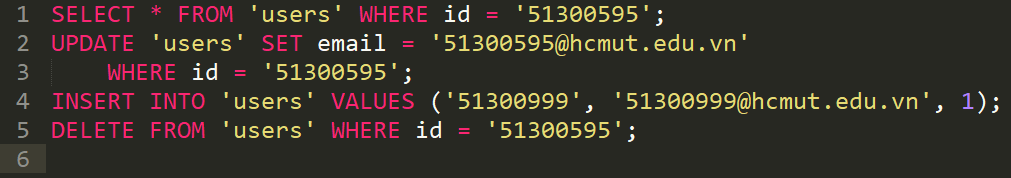 1 SELECT * FROM 'users' WHERE id = '51300595';
2 UPDATE 'users' SET email = '51300595@hcmut.edu.vn'
3     WHERE id = '51300595';
4 INSERT INTO 'users' VALUES ('51300999', '51300999@hcmut.edu.vn', 1);
5 DELETE FROM 'users' WHERE id = '51300595';
6